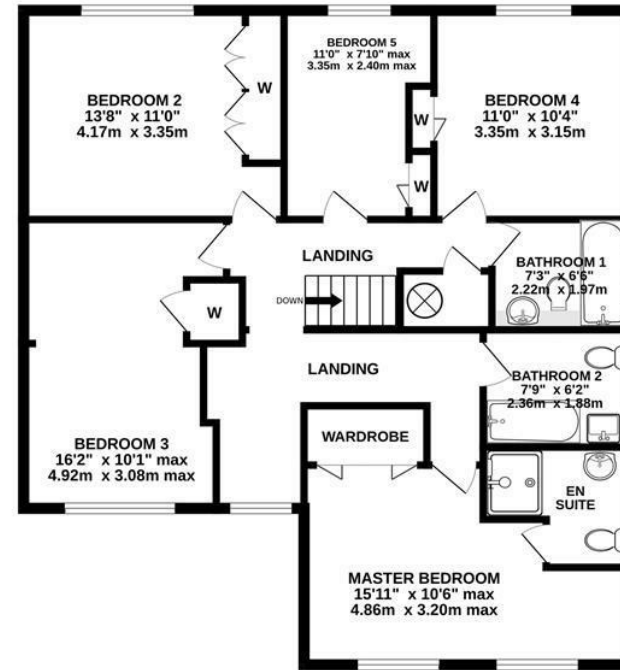 BEDROOM 2
13'8" x 11'0"
4.17m x 3.35m
W
BEDROOM 5
11'0" x 7'10" max
3.35m x 2.40m max
W
W
BEDROOM 4
11'0" x 10'4"
3.35m x 3.15m
LANDING
DOWN
BATHROOM 1
7'3" x 6'6"
2.22m x 1.97m
W
LANDING
BATHROOM 2
7'9" x 6'2"
2.36m x 1.88m
BEDROOM 3
16'2" x 10'1" max
4.92m x 3.08m max
WARDROBE
EN
SUITE
MASTER BEDROOM
15'11" x 10'6" max
4.86m x 3.20m max